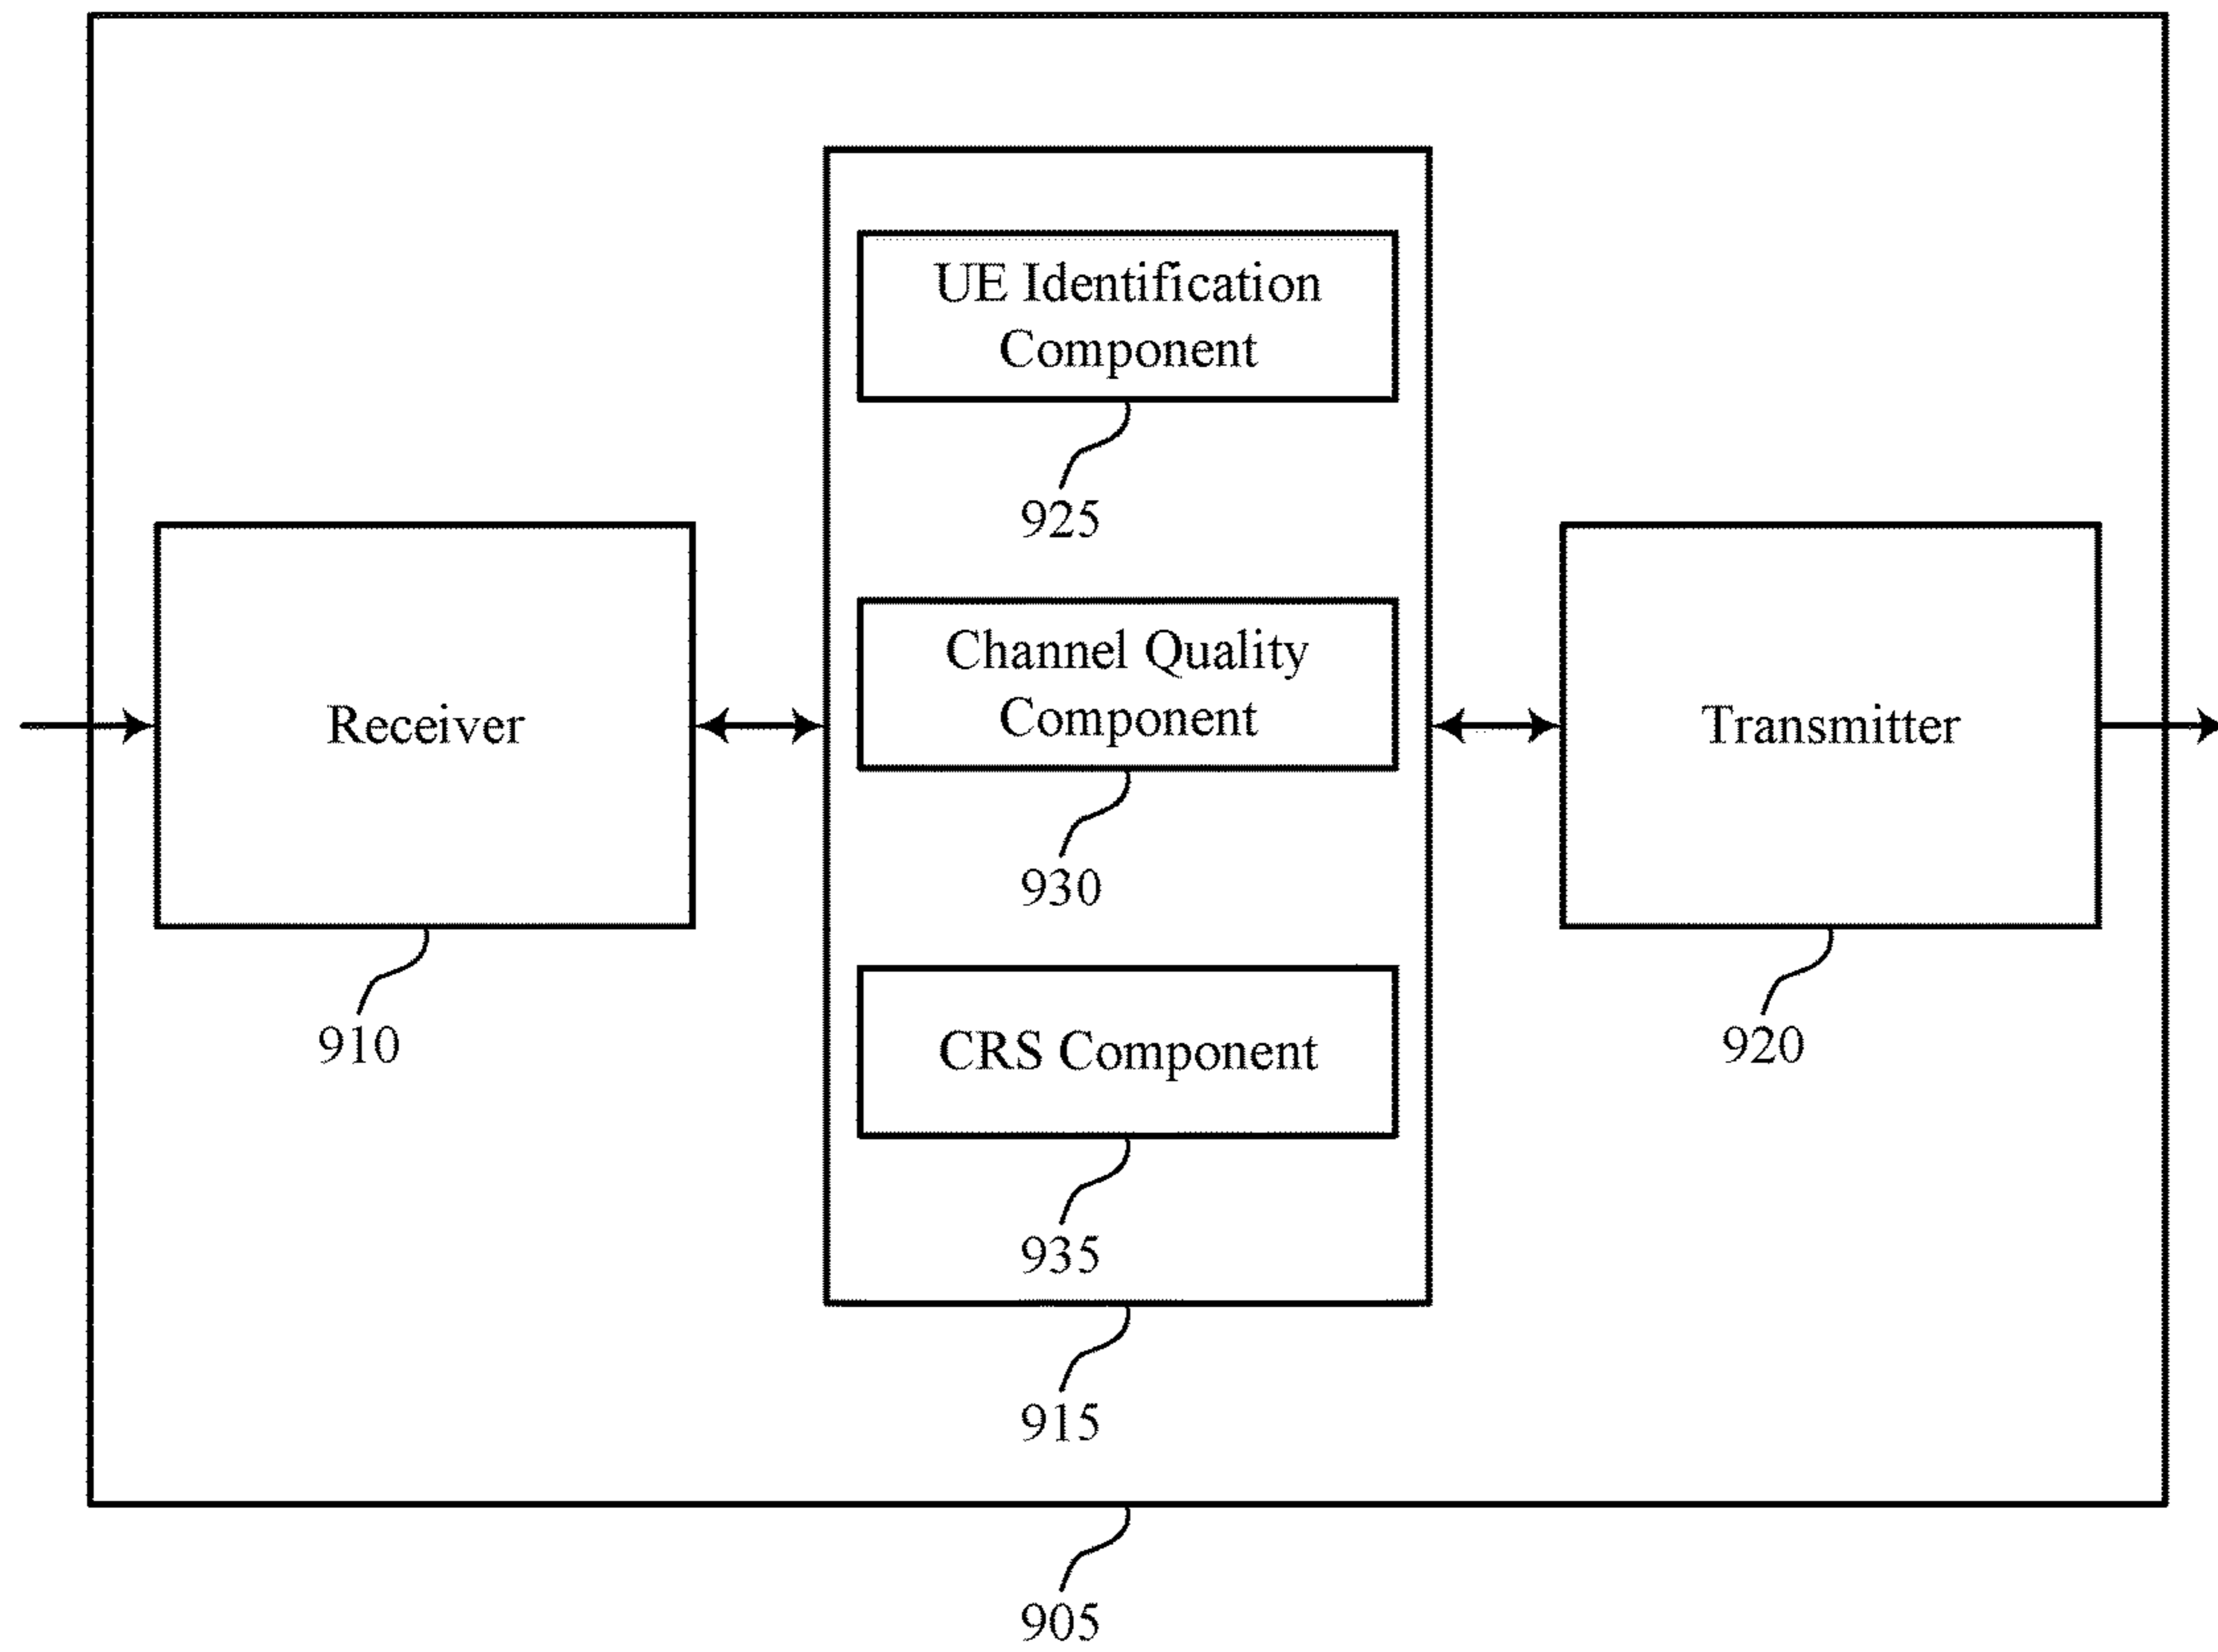 UE Identification
Component
925
Channel Quality
Component
930
Receiver
Transmitter
910
920
CRS Component
935
915
905